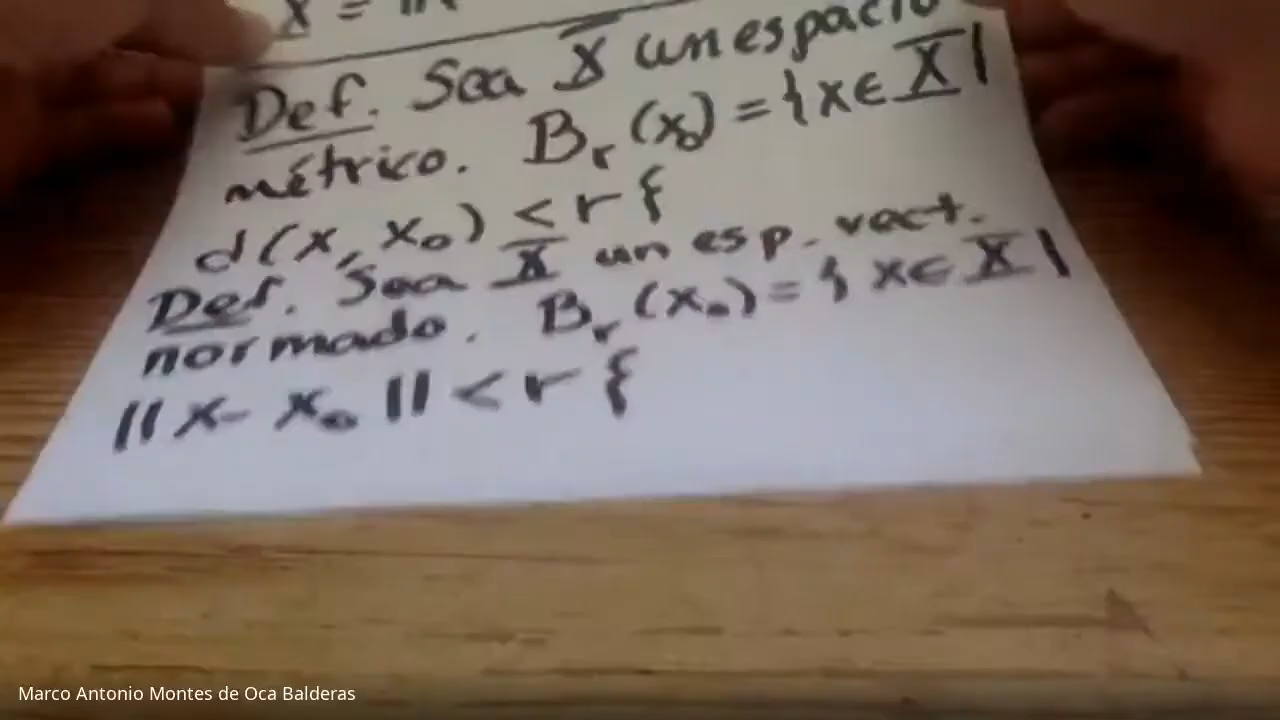 X = 
Def. Sea X un espacio
métrico. Bᵣ(x₀) = {x∈X|
d(x, x₀) < r}
Def. Sea X un esp. vect.
normado. Bᵣ(x₀) = {x∈X|
||x - x₀|| < r}
Marco Antonio Montes de Oca Balderas